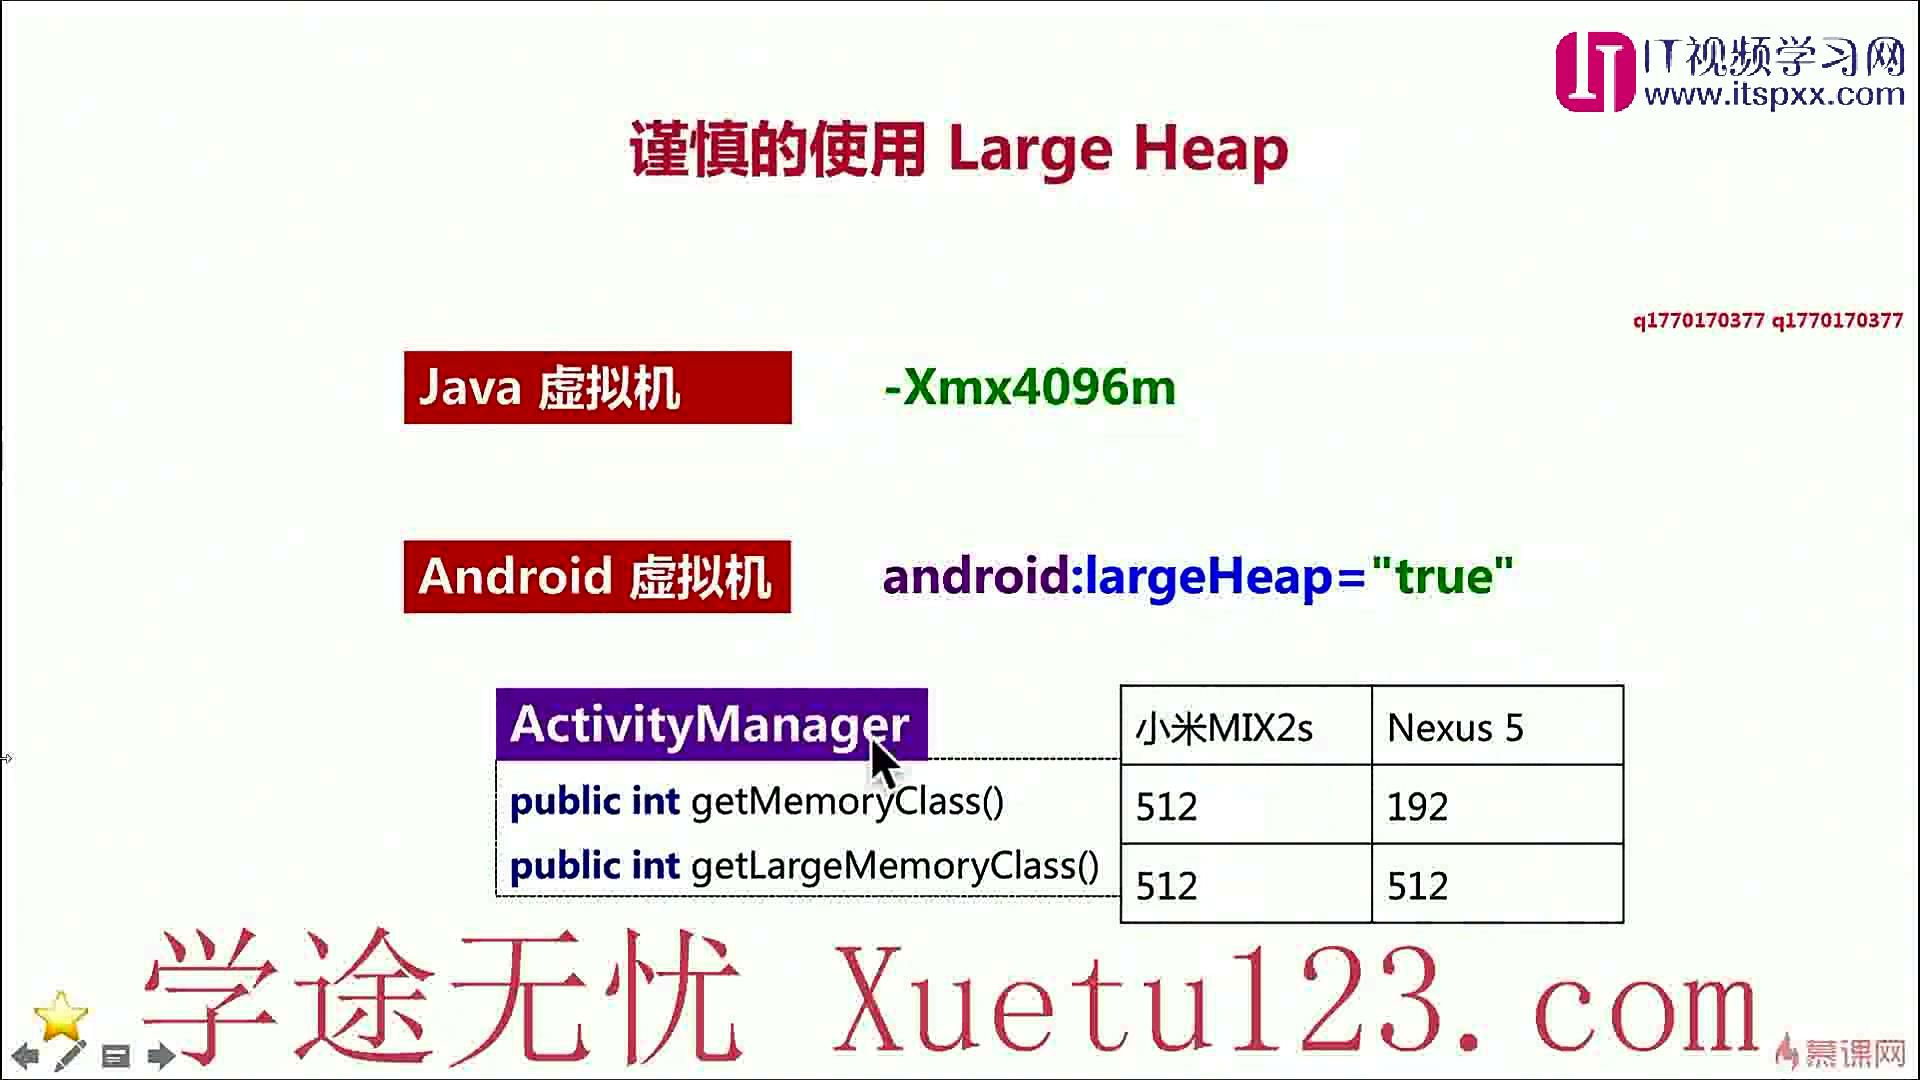 IT视频学习网
www.itspxx.com
谨慎的使用 Large Heap
q1770170377 q1770170377
Java 虚拟机 -Xmx4096m
Android 虚拟机 android:largeHeap="true"
ActivityManager 小米MIX2s Nexus 5
public int getMemoryClass() 512 192
public int getLargeMemoryClass() 512 512
学途无忧 Xuetu123.com
慕课网